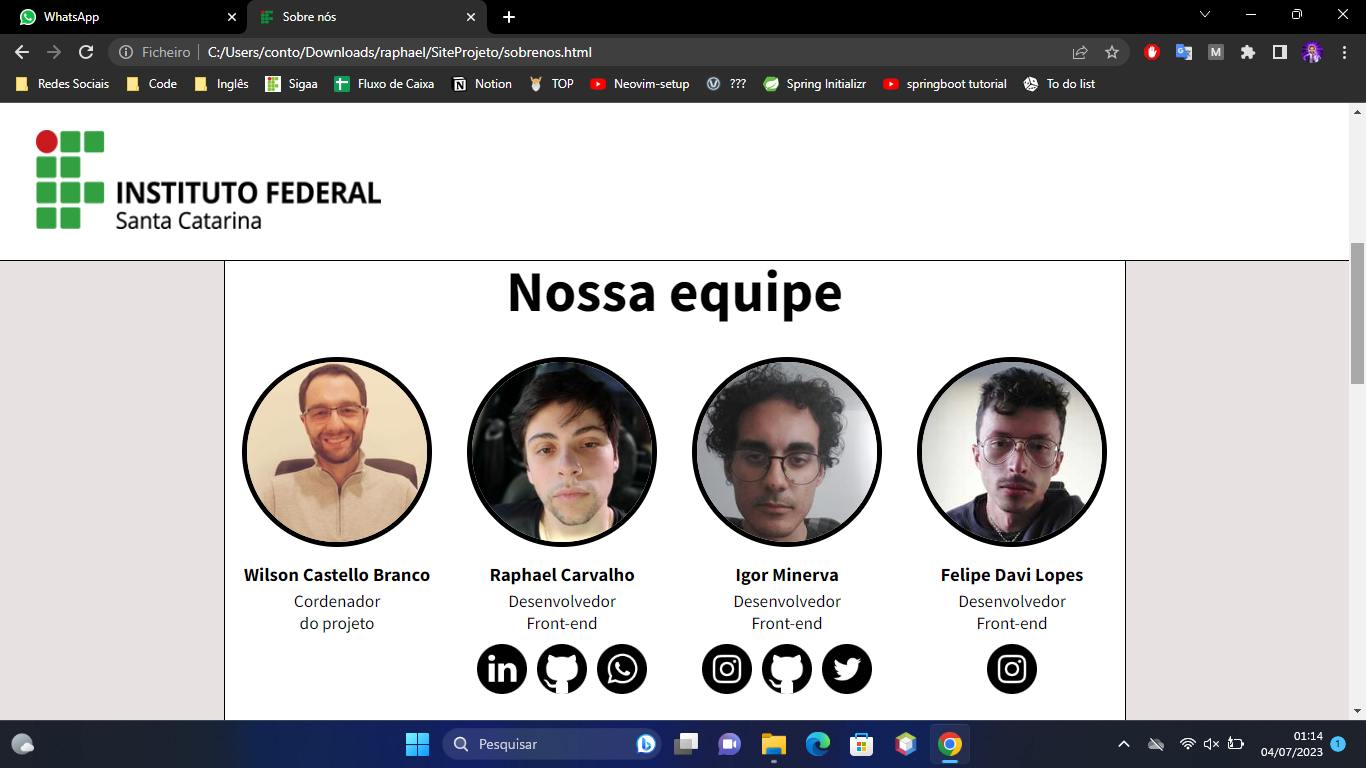 WhatsApp
Sobre nós
Ficheiro
C:/Users/conto/Downloads/raphael/SiteProjeto/sobrenos.html
M
Redes Sociais
Code
Inglês
Sigaa
Fluxo de Caixa
Notion
TOP
Neovim-setup
???
Spring Initializr
springboot tutorial
To do list
INSTITUTO FEDERAL
Santa Catarina
Nossa equipe
Wilson Castello Branco
Cordenador
do projeto
Raphael Carvalho
Desenvolvedor
Front-end
in
Igor Minerva
Desenvolvedor
Front-end
Felipe Davi Lopes
Desenvolvedor
Front-end
Pesquisar
01:14
04/07/2023
1